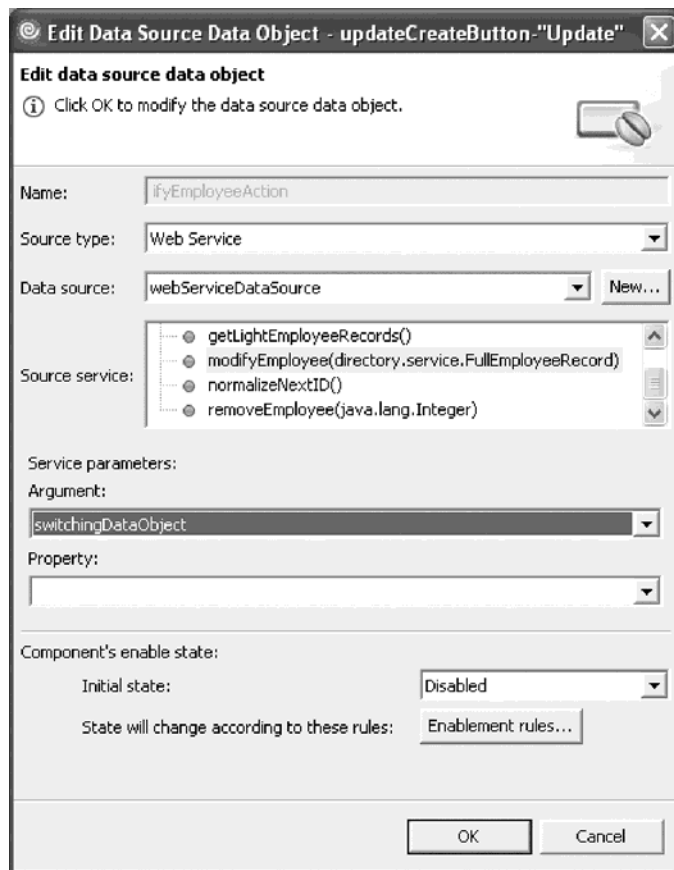 Edit Data Source Data Object - updateCreateButton-"Update"
Edit data source data object
Click OK to modify the data source data object.
Name: ifyEmployeeAction
Source type: Web Service
Data source: webServiceDataSource New...
getLightEmployeeRecords()
modifyEmployee(directory.service.FullEmployeeRecord)
Source service:
normalizeNextID()
removeEmployee(java.lang.Integer)
Service parameters:
Argument:
switchingDataObject
Property:
Component's enable state:
Initial state: Disabled
State will change according to these rules: Enablement rules...
OK Cancel